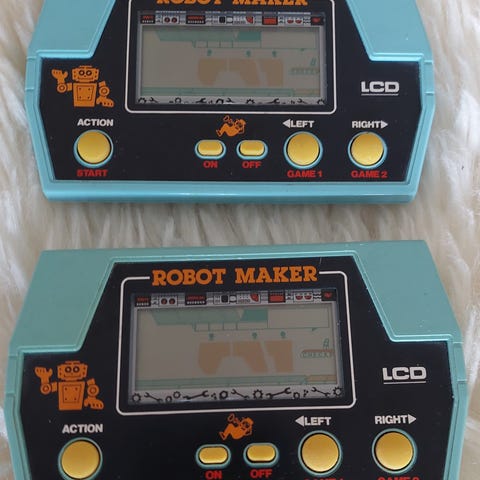 ROBOT MAKER
LCD
ACTION
◀LEFT
RIGHT▶
START
ON
OFF
GAME 1
GAME 2
ROBOT MAKER
CHECK
LCD
ACTION
◀LEFT
RIGHT▶
ON
OFF